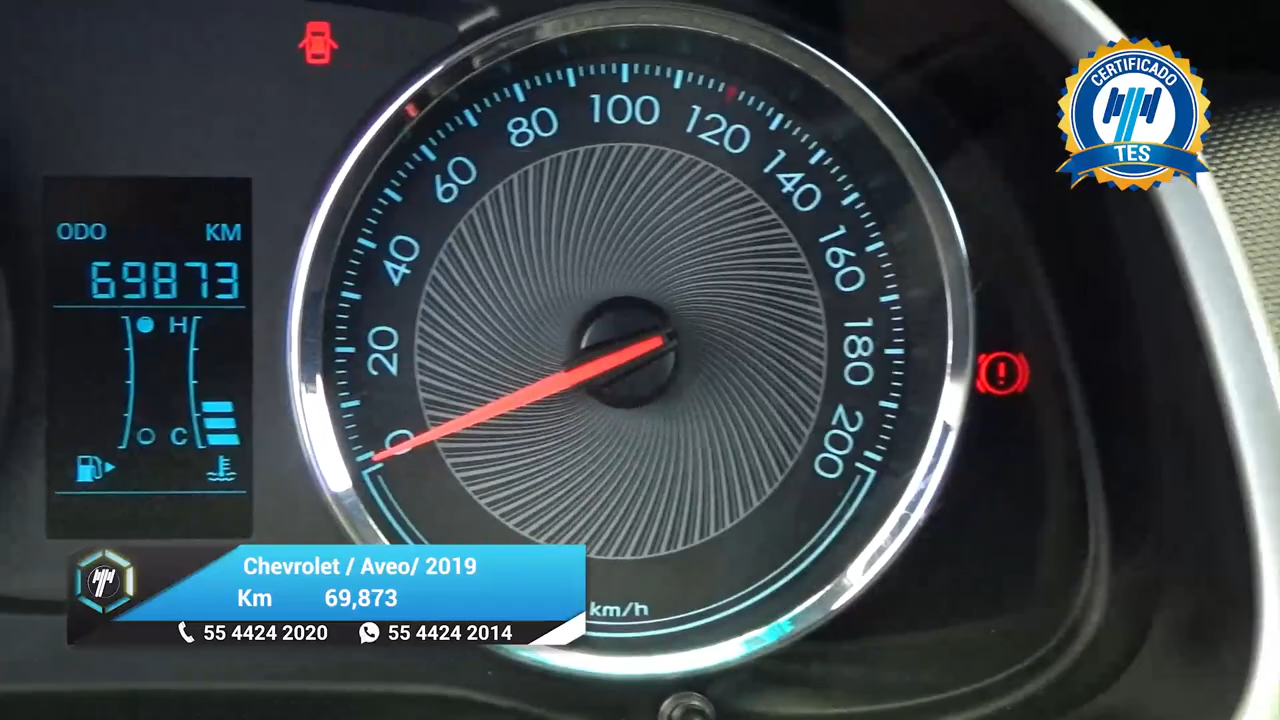 ODO KM
69873
H
C
0
20
40
60
80
100
120
140
160
180
200
km/h
CERTIFICADO
TES
Chevrolet / Aveo/ 2019
Km 69,873
55 4424 2020 55 4424 2014